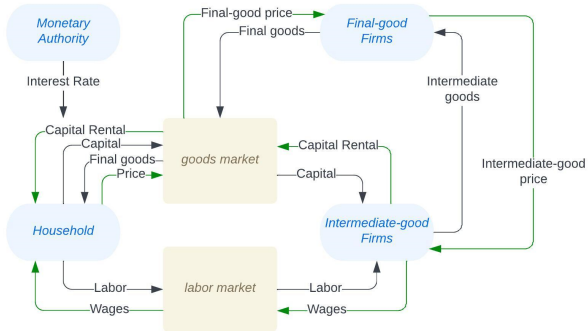 Monetary
Authority
Final-good price
Final goods
Final-good
Firms
Interest Rate
Intermediate
goods
Capital Rental
Capital
Final goods
Price
goods market
Capital Rental
Capital
Intermediate-good
price
Household
Intermediate-good
Firms
Labor
labor market
Labor
Wages
Wages